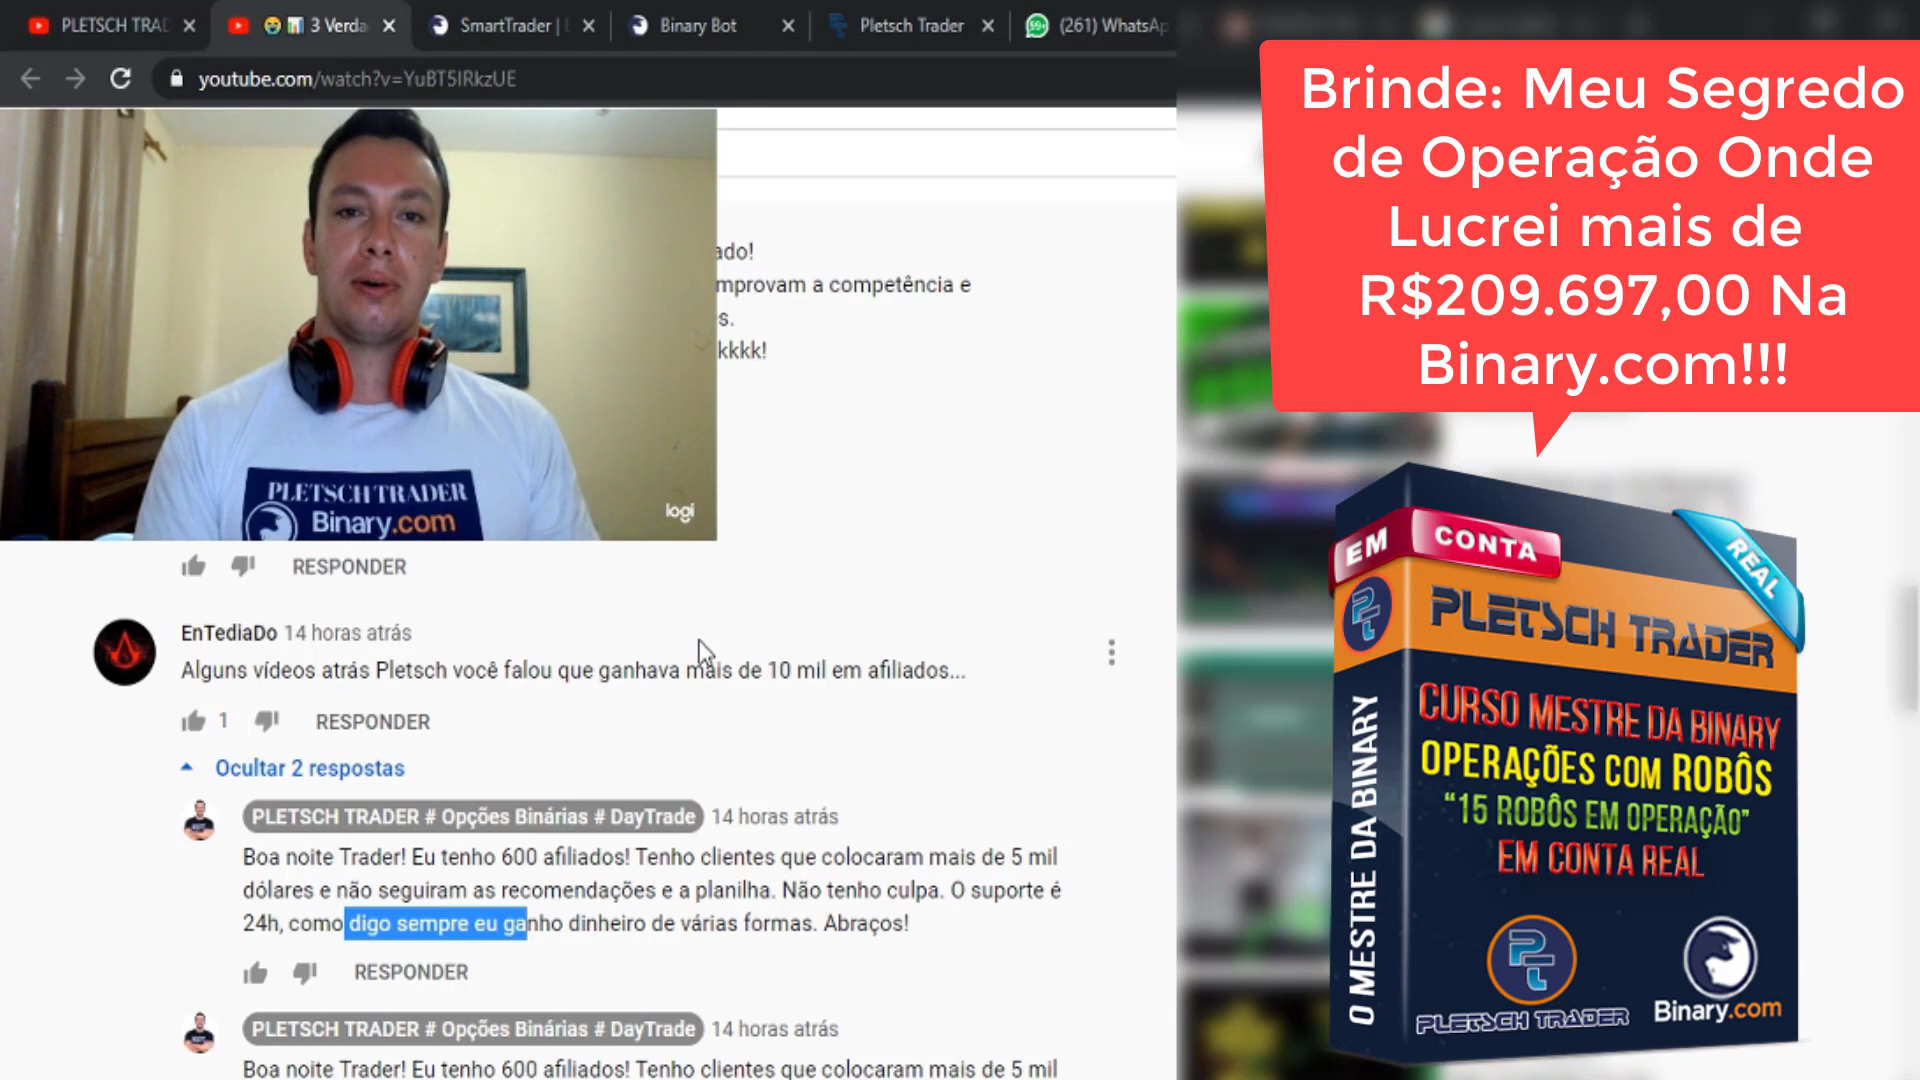 PLETSCH TRAD
3 Verda
SmartTrader |
Binary Bot
Pletsch Trader
99+
(261) WhatsAp
youtube.com/watch?v=YuBT5IRkzUE
Brinde: Meu Segredo
de Operação Onde
Lucrei mais de
R$209.697,00 Na
Binary.com!!!
ado!
mprovam a competência e
s.
kkkk!
PLETSCH TRADER
Binary.com
logi
RESPONDER
EnTediaDo 14 horas atrás
Alguns vídeos atrás Pletsch você falou que ganhava mais de 10 mil em afiliados...
1 RESPONDER
Ocultar 2 respostas
PLETSCH TRADER # Opções Binárias # DayTrade 14 horas atrás
Boa noite Trader! Eu tenho 600 afiliados! Tenho clientes que colocaram mais de 5 mil
dólares e não seguiram as recomendações e a planilha. Não tenho culpa. O suporte é
24h, como digo sempre eu ganho dinheiro de várias formas. Abraços!
RESPONDER
PLETSCH TRADER # Opções Binárias # DayTrade 14 horas atrás
Boa noite Trader! Eu tenho 600 afiliados! Tenho clientes que colocaram mais de 5 mil
EM CONTA
REAL
PLETSCH TRADER
O MESTRE DA BINARY
CURSO MESTRE DA BINARY
OPERAÇÕES COM ROBÔS
“15 ROBÔS EM OPERAÇÃO”
EM CONTA REAL
PLETSCH TRADER
Binary.com